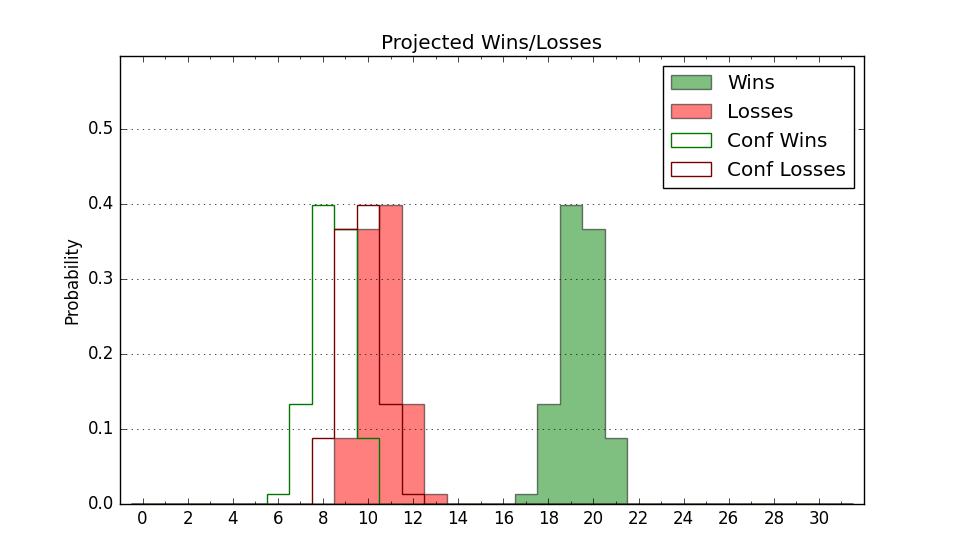 Projected Wins/Losses
Wins
Losses
Conf Wins
Conf Losses
Probability
0.5
0.4
0.3
0.2
0.1
0.0
0 2 4 6 8 10 12 14 16 18 20 22 24 26 28 30